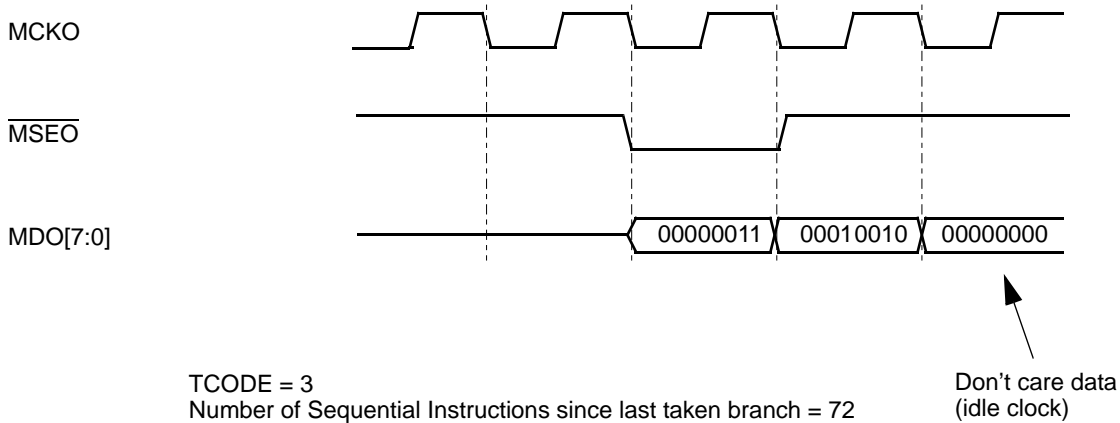 MCKO
MSEO
MDO[7:0]
00000011 00010010 00000000
TCODE = 3
Number of Sequential Instructions since last taken branch = 72
Don't care data
(idle clock)